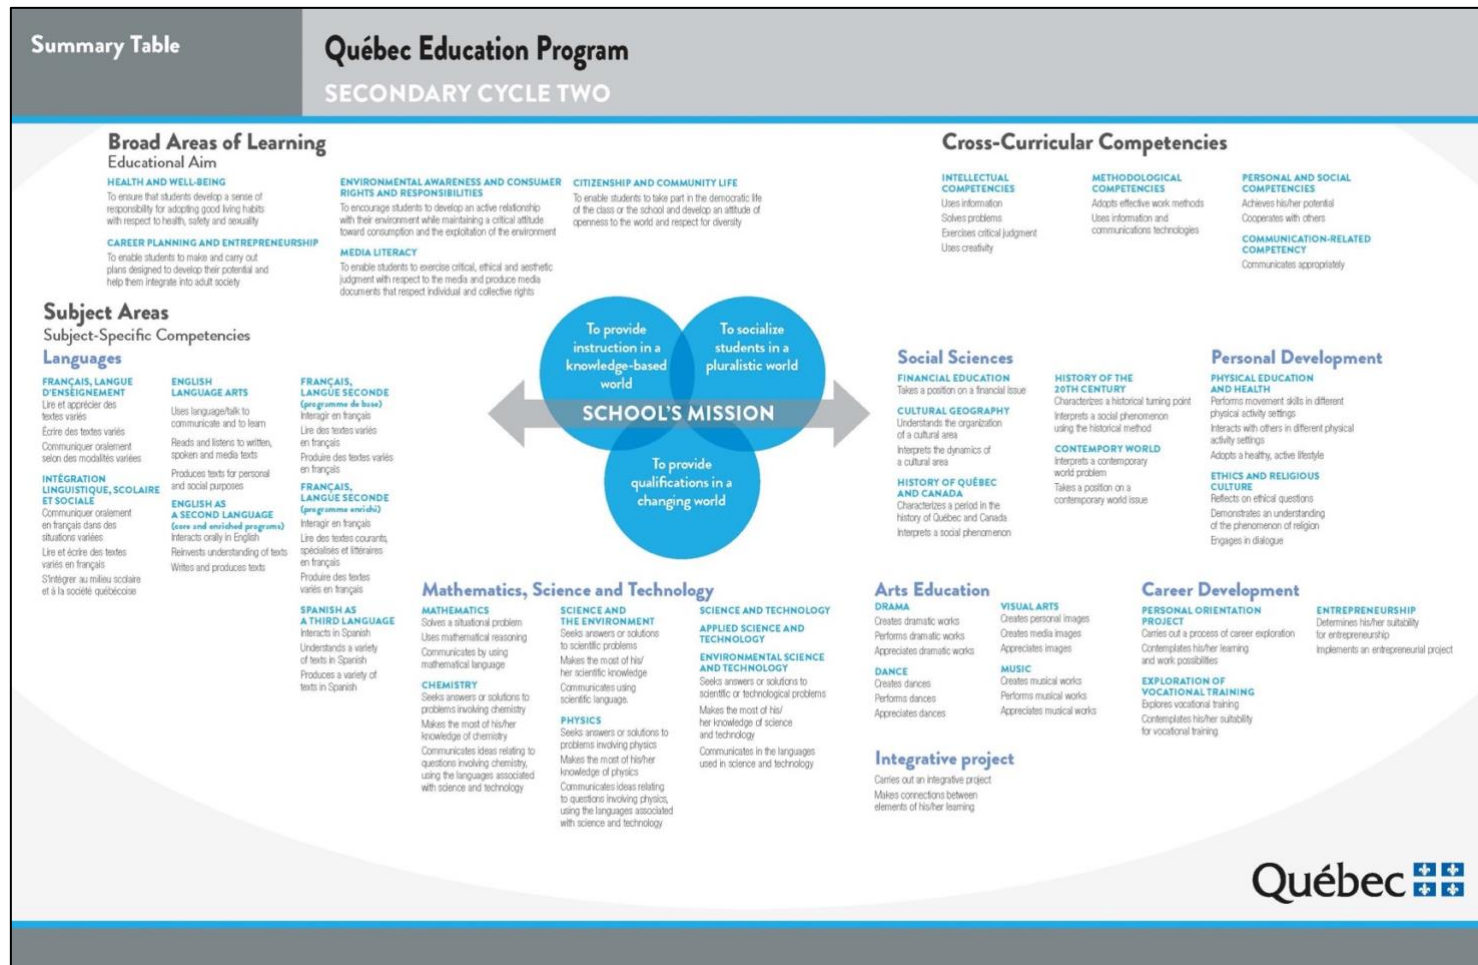 Summary Table
Québec Education Program
SECONDARY CYCLE TWO
Broad Areas of Learning
Educational Aim
HEALTH AND WELL-BEING
To ensure that students develop a sense of
responsibility for adopting good living habits
with respect to health, safety and sexuality
CAREER PLANNING AND ENTREPRENEURSHIP
To enable students to make and carry out
plans designed to develop their potential and
help them integrate into adult society
ENVIRONMENTAL AWARENESS AND CONSUMER
RIGHTS AND RESPONSIBILITIES
To encourage students to develop an active relationship
with their environment while maintaining a critical attitude
toward consumption and the exploitation of the environment
MEDIA LITERACY
To enable students to exercise critical, ethical and aesthetic
judgment with respect to the media and produce media
documents that respect individual and collective rights
CITIZENSHIP AND COMMUNITY LIFE
To enable students to take part in the democratic life
of the class or the school and develop an attitude of
openness to the world and respect for diversity
Cross-Curricular Competencies
INTELLECTUAL
COMPETENCIES
Uses information
Solves problems
Exercises critical judgment
Uses creativity
METHODOLOGICAL
COMPETENCIES
Adopts effective work methods
Uses information and
communications technologies
PERSONAL AND SOCIAL
COMPETENCIES
Achieves his/her potential
Cooperates with others
COMMUNICATION-RELATED
COMPETENCY
Communicates appropriately
Subject Areas
Subject-Specific Competencies
Languages
FRANÇAIS, LANGUE
D'ENSEIGNEMENT
Lire et apprécier des
textes variés
Écrire des textes variés
Communiquer oralement
selon des modalités variées
INTÉGRATION
LINGUISTIQUE, SCOLAIRE
ET SOCIALE
Communiquer oralement
en français dans des
situations variées
Lire et écrire des textes
variés en français
S'intégrer au milieu scolaire
et à la société québécoise
ENGLISH
LANGUAGE ARTS
Uses language/talk to
communicate and to learn
Reads and listens to written,
spoken and media texts
Produces texts for personal
and social purposes
ENGLISH AS
A SECOND LANGUAGE
(core and enriched programs)
Interacts orally in English
Reinvests understanding of texts
Writes and produces texts
FRANÇAIS,
LANGUE SECONDE
(programme de base)
Interagir en français
Lire des textes variés
en français
Produire des textes variés
en français
FRANÇAIS,
LANGUE SECONDE
(programme enrichi)
Interagir en français
Lire des textes courants,
spécialisés et littéraires
en français
Produire des textes
variés en français
SPANISH AS
A THIRD LANGUAGE
Interacts in Spanish
Understands a variety
of texts in Spanish
Produces a variety of
texts in Spanish
To provide
instruction in a
knowledge-based
world
To socialize
students in a
pluralistic world
SCHOOL'S MISSION
To provide
qualifications in a
changing world
Social Sciences
FINANCIAL EDUCATION
Takes a position on a financial issue
CULTURAL GEOGRAPHY
Understands the organization
of a cultural area
Interprets the dynamics of
a cultural area
HISTORY OF QUÉBEC
AND CANADA
Characterizes a period in the
history of Québec and Canada
Interprets a social phenomenon
HISTORY OF THE
20TH CENTURY
Characterizes a historical turning point
Interprets a social phenomenon
using the historical method
CONTEMPORY WORLD
Interprets a contemporary
world problem
Takes a position on a
contemporary world issue
Personal Development
PHYSICAL EDUCATION
AND HEALTH
Performs movement skills in different
physical activity settings
Interacts with others in different physical
activity settings
Adopts a healthy, active lifestyle
ETHICS AND RELIGIOUS
CULTURE
Reflects on ethical questions
Demonstrates an understanding
of the phenomenon of religion
Engages in dialogue
Mathematics, Science and Technology
MATHEMATICS
Solves a situational problem
Uses mathematical reasoning
Communicates by using
mathematical language
CHEMISTRY
Seeks answers or solutions to
problems involving chemistry
Makes the most of his/her
knowledge of chemistry
Communicates ideas relating to
questions involving chemistry,
using the languages associated
with science and technology
SCIENCE AND
THE ENVIRONMENT
Seeks answers or solutions
to scientific problems
Makes the most of his/
her scientific knowledge
Communicates using
scientific language.
PHYSICS
Seeks answers or solutions to
problems involving physics
Makes the most of his/her
knowledge of physics
Communicates ideas relating
to questions involving physics,
using the languages associated
with science and technology
SCIENCE AND TECHNOLOGY
APPLIED SCIENCE AND
TECHNOLOGY
ENVIRONMENTAL SCIENCE
AND TECHNOLOGY
Seeks answers or solutions to
scientific or technological problems
Makes the most of his/
her knowledge of science
and technology
Communicates in the languages
used in science and technology
Arts Education
DRAMA
Creates dramatic works
Performs dramatic works
Appreciates dramatic works
DANCE
Creates dances
Performs dances
Appreciates dances
VISUAL ARTS
Creates personal images
Creates media images
Appreciates images
MUSIC
Creates musical works
Performs musical works
Appreciates musical works
Integrative project
Carries out an integrative project
Makes connections between
elements of his/her learning
Career Development
PERSONAL ORIENTATION
PROJECT
Carries out a process of career exploration
Contemplates his/her learning
and work possibilities
EXPLORATION OF
VOCATIONAL TRAINING
Explores vocational training
Contemplates his/her suitability
for vocational training
ENTREPRENEURSHIP
Determines his/her suitability
for entrepreneurship
Implements an entrepreneurial project
Québec